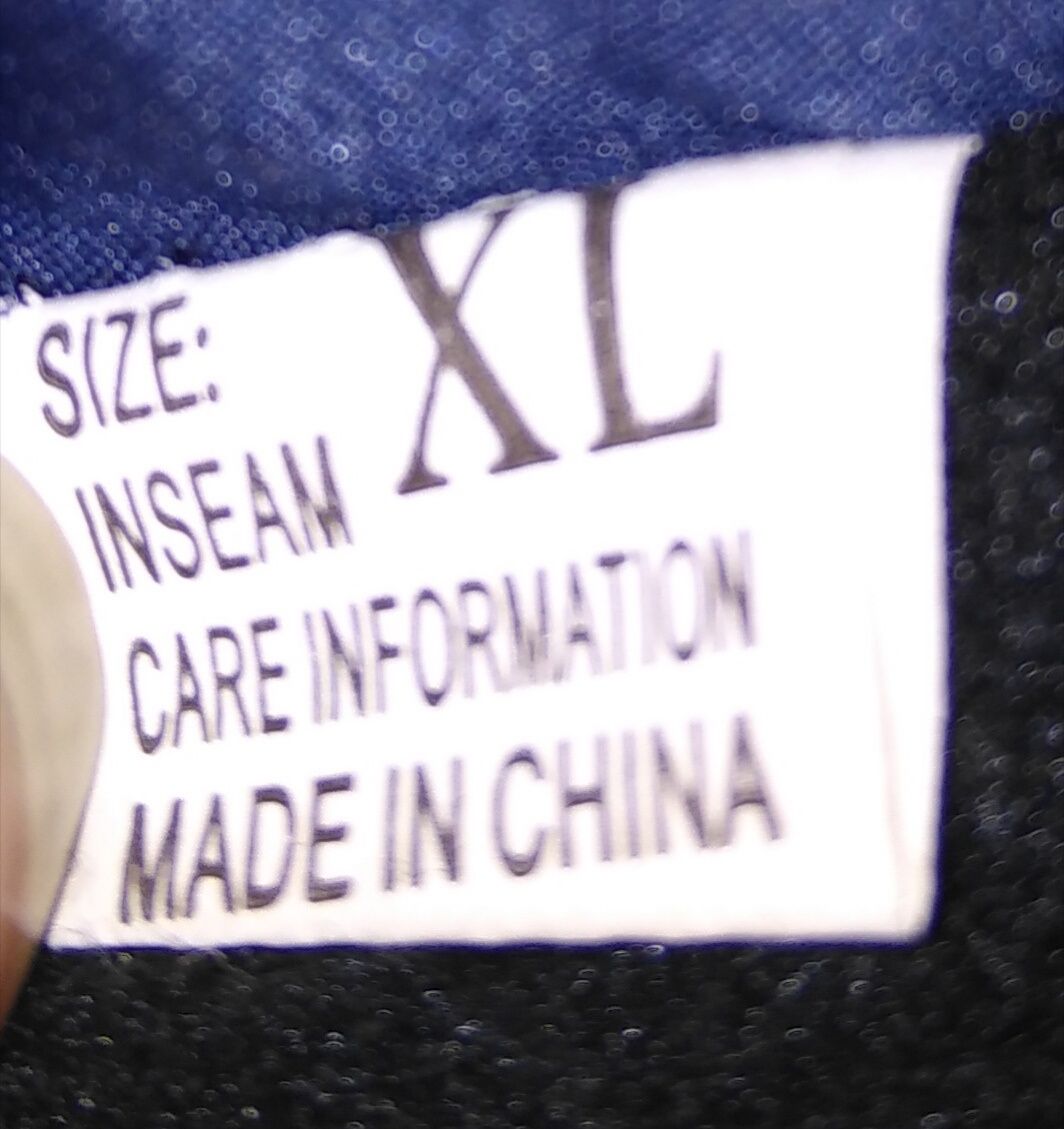 SIZE: XL
INSEAM
CARE INFORMATION
MADE IN CHINA